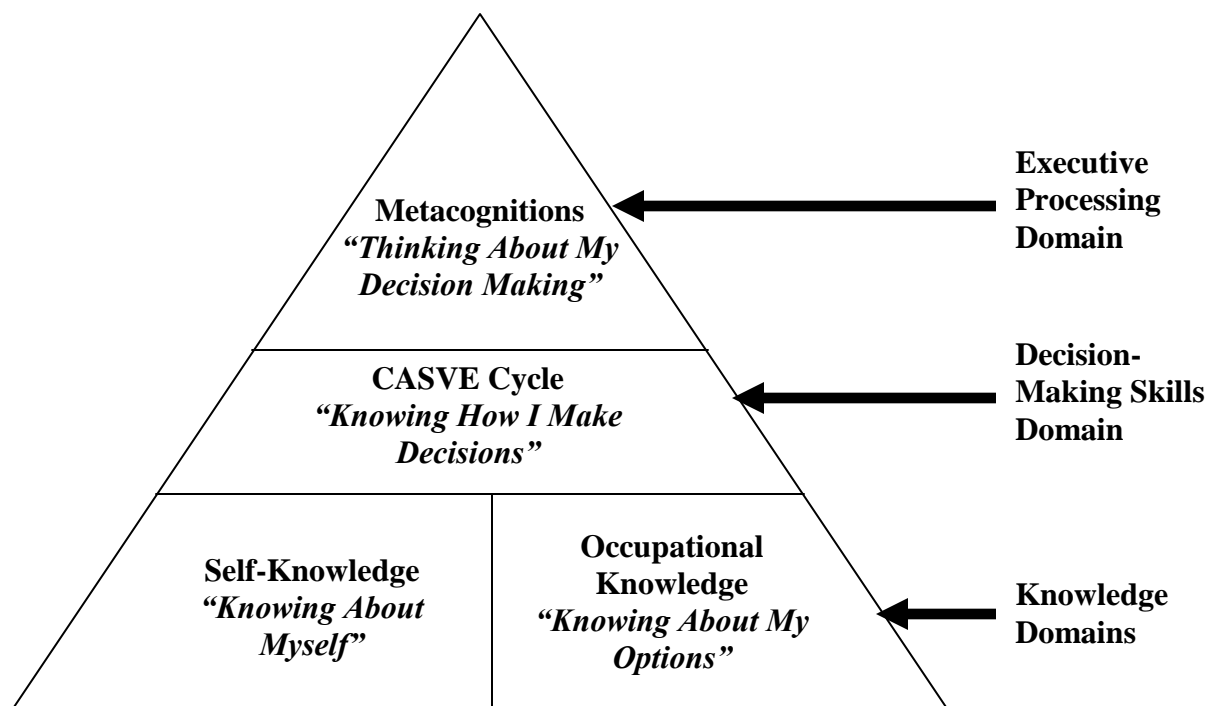 Metacognitions
“Thinking About My
Decision Making”
Executive
Processing
Domain
CASVE Cycle
“Knowing How I Make
Decisions”
Decision-
Making Skills
Domain
Self-Knowledge
“Knowing About
Myself”
Occupational
Knowledge
“Knowing About My
Options”
Knowledge
Domains